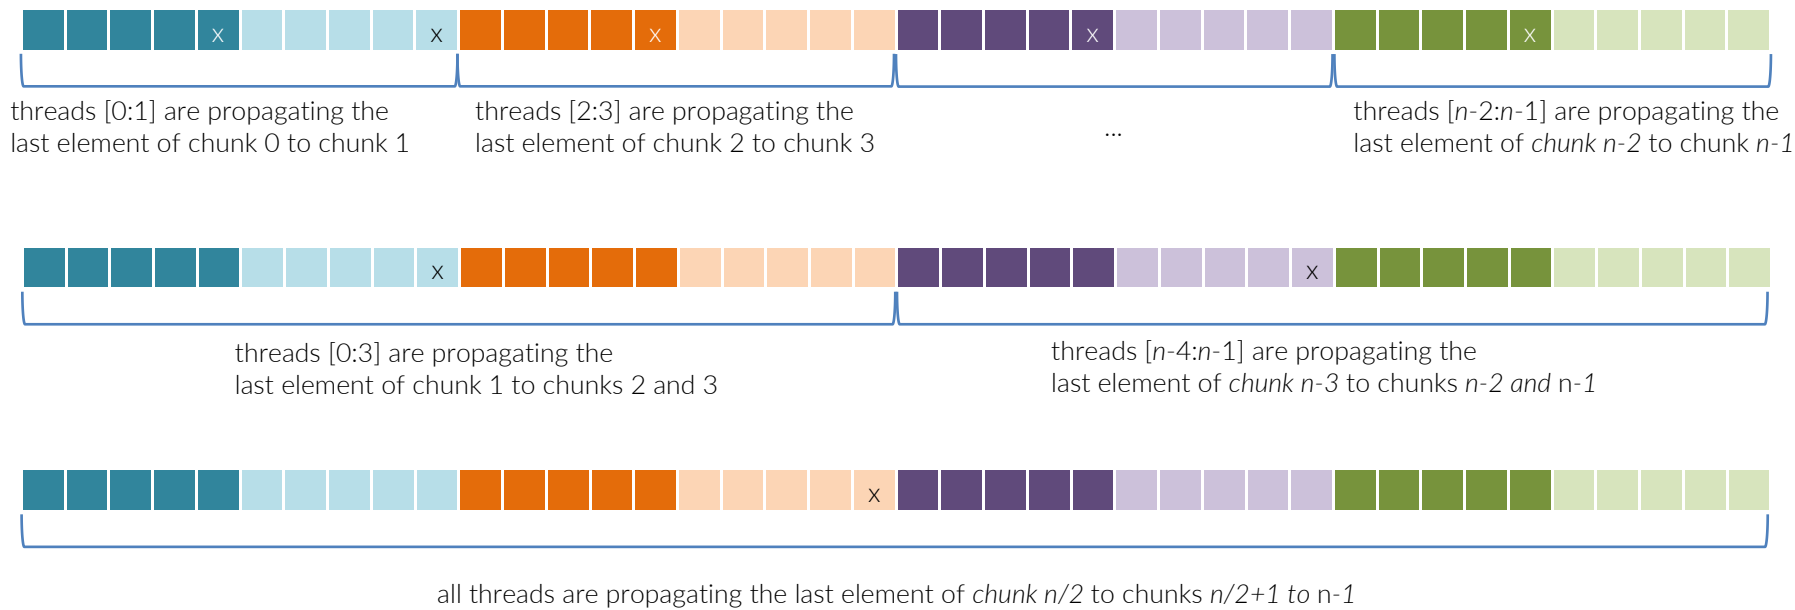 x x x x x
threads [0:1] are propagating the
last element of chunk 0 to chunk 1
threads [2:3] are propagating the
last element of chunk 2 to chunk 3
...
threads [n-2:n-1] are propagating the
last element of chunk n-2 to chunk n-1
x x
threads [0:3] are propagating the
last element of chunk 1 to chunks 2 and 3
threads [n-4:n-1] are propagating the
last element of chunk n-3 to chunks n-2 and n-1
x
all threads are propagating the last element of chunk n/2 to chunks n/2+1 to n-1